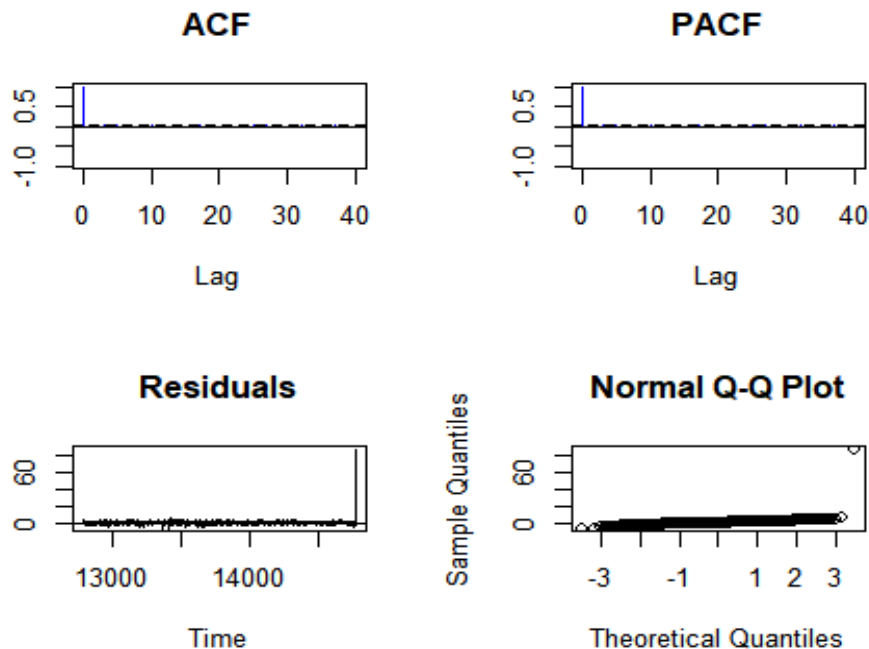 ACF
0.5
-1.0
0 10 20 30 40
Lag
PACF
0.5
-1.0
0 10 20 30 40
Lag
Residuals
60
0
13000 14000
Time
Normal Q-Q Plot
Sample Quantiles
60
0
-3 -1 1 2 3
Theoretical Quantiles